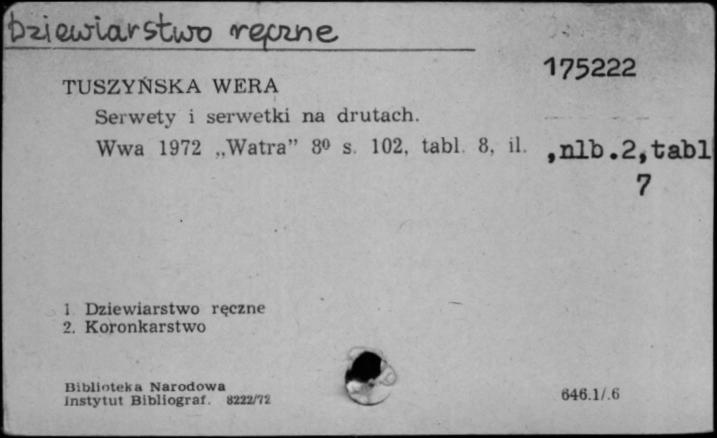 Dziewiarstwo ręczne
175222
TUSZYŃSKA WERA
Serwety i serwetki na drutach.
Wwa 1972 „Watra” 8⁰ s. 102, tabl. 8, il. ,nlb.2,tabl
7
1 Dziewiarstwo ręczne
2. Koronkarstwo
Biblioteka Narodowa
Instytut Bibliograf. 8222/72
646.1/.6